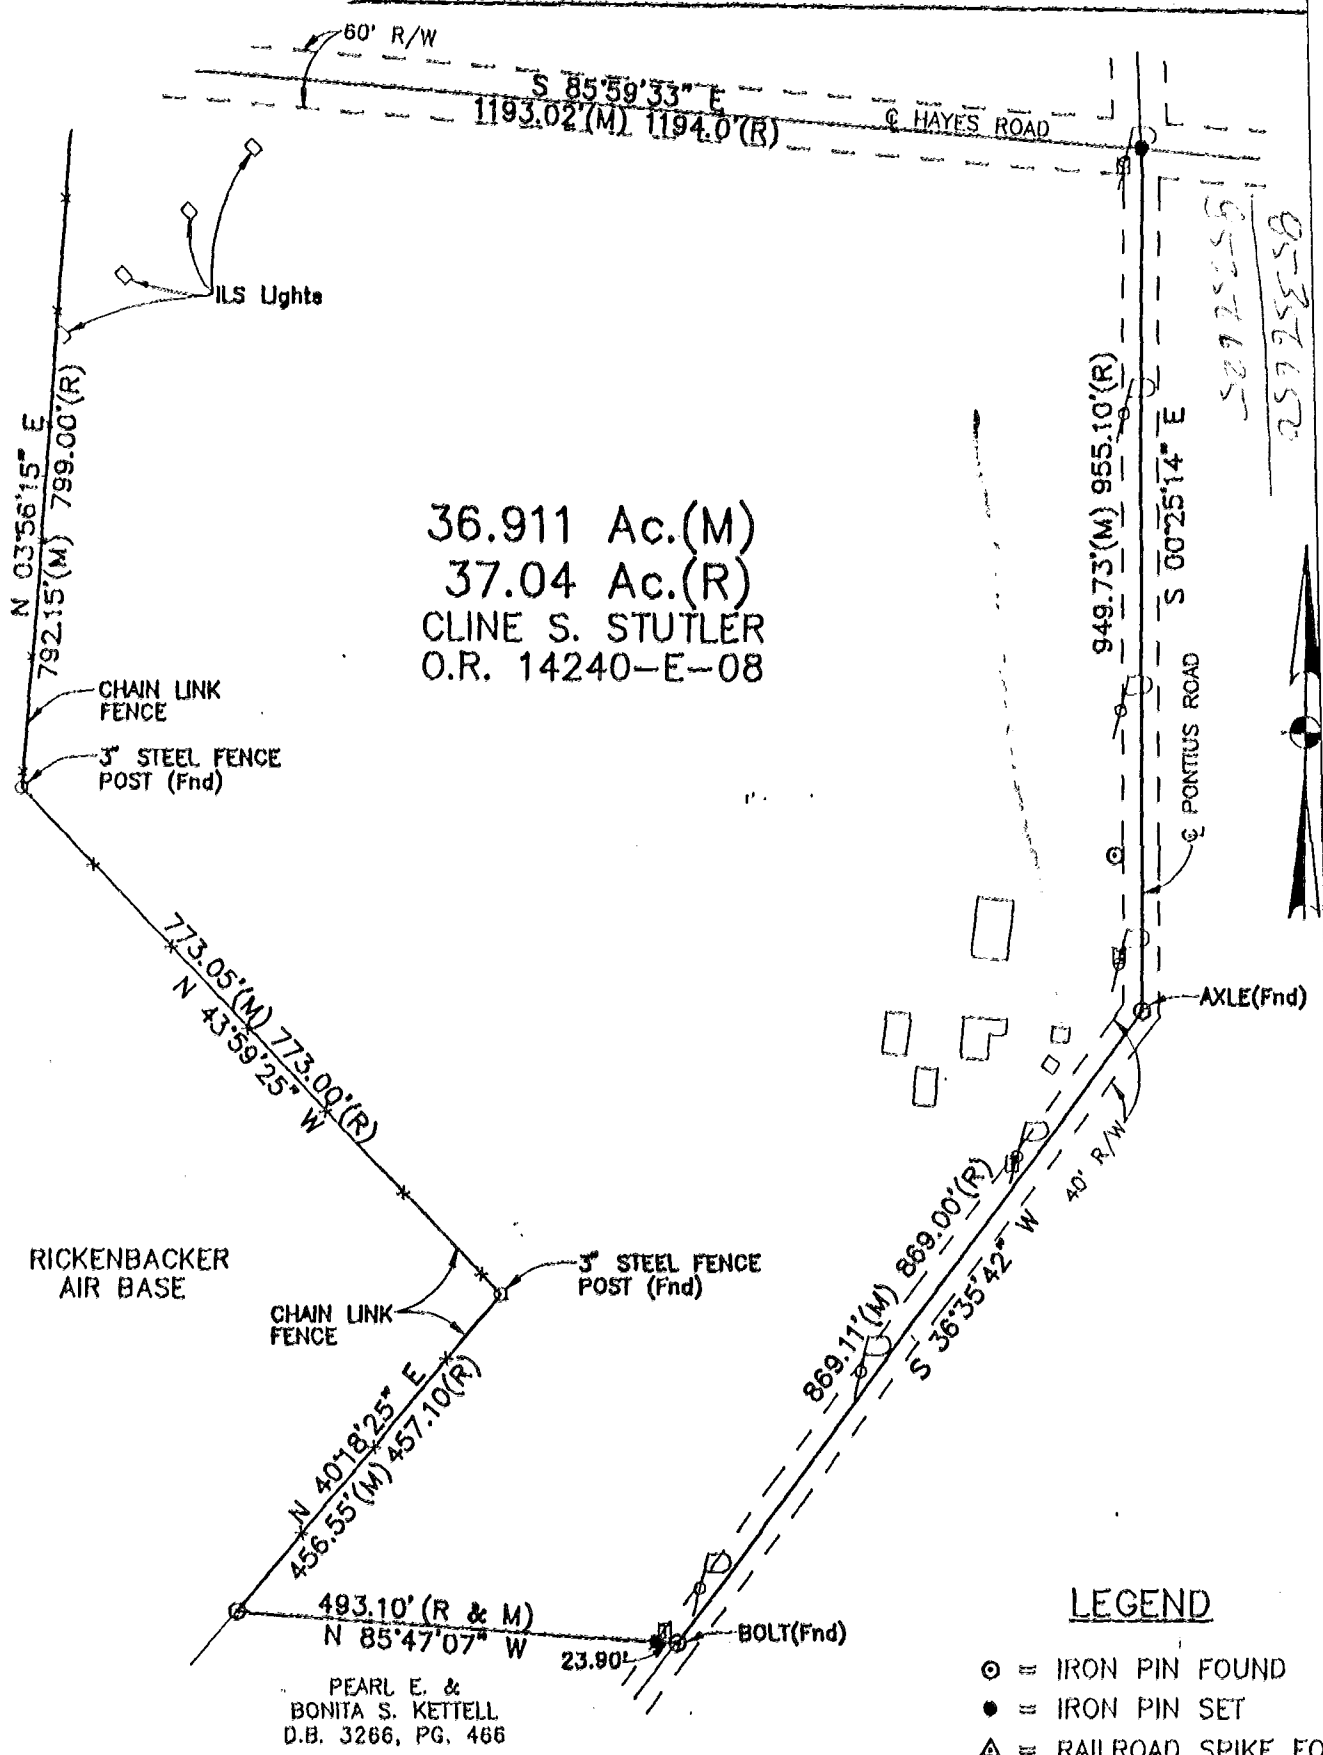 60' R/W
S 85°59'33" E
1193.02'(M) 1194.0'(R)
℄ HAYES ROAD
ILS Lights
N 03°56'15" E
792.15'(M) 799.00'(R)
949.73'(M) 955.10'(R)
S 00°25'14" E
36.911 Ac.(M)
37.04 Ac.(R)
CLINE S. STUTLER
O.R. 14240-E-08
CHAIN LINK
FENCE
3" STEEL FENCE
POST (Fnd)
℄ PONTIUS ROAD
773.05'(M) 773.00'(R)
N 43°59'25" W
AXLE(Fnd)
40' R/W
RICKENBACKER
AIR BASE
3" STEEL FENCE
POST (Fnd)
CHAIN LINK
FENCE
869.11'(M) 869.00'(R)
S 36°35'42" W
N 40°18'25" E
456.55'(M) 457.10(R)
493.10' (R & M)
N 85°47'07" W
23.90'
BOLT(Fnd)
PEARL E. &
BONITA S. KETTELL
D.B. 3266, PG. 466
LEGEND
= IRON PIN FOUND
= IRON PIN SET
= RAILROAD SPIKE FO